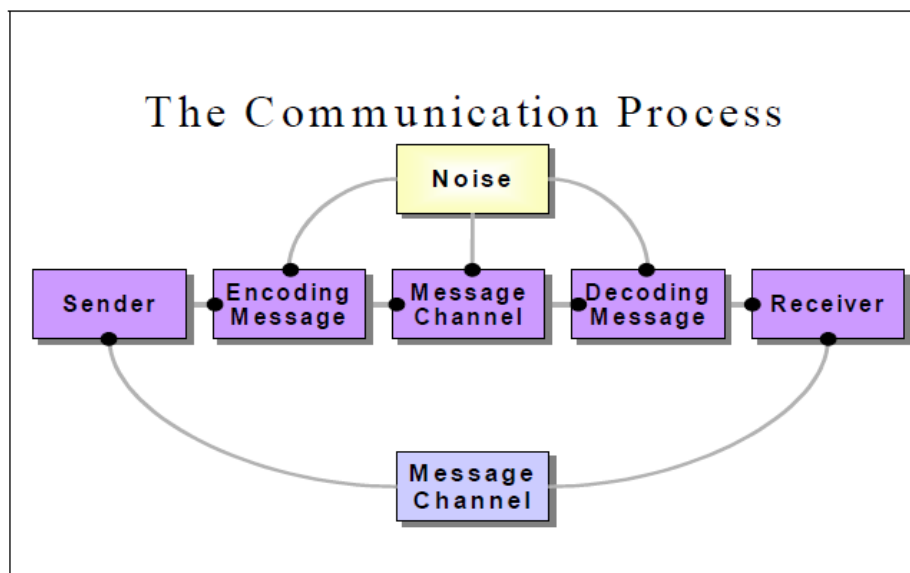 The Communication Process
Noise
Sender
Encoding
Message
Message
Channel
Decoding
Message
Receiver
Message
Channel